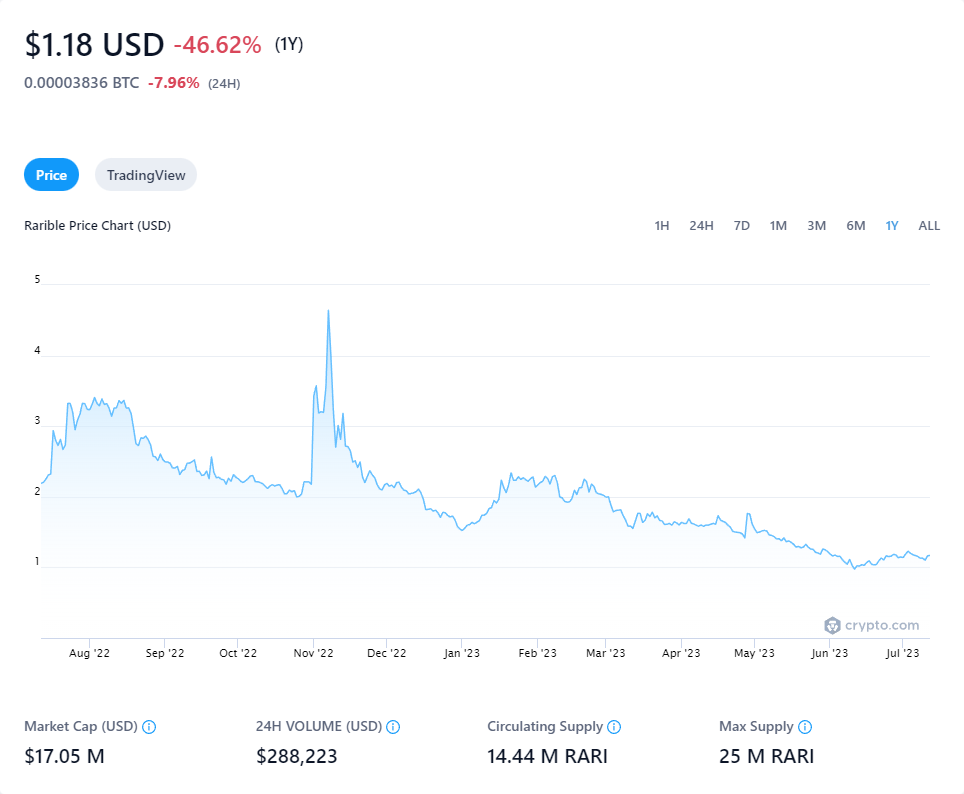 $1.18 USD -46.62% (1Y)
0.00003836 BTC -7.96% (24H)
Price TradingView
Rarible Price Chart (USD) 1H 24H 7D 1M 3M 6M 1Y ALL
5
4
3
2
1
crypto.com
Aug '22 Sep '22 Oct '22 Nov '22 Dec '22 Jan '23 Feb '23 Mar '23 Apr '23 May '23 Jun '23 Jul '23
Market Cap (USD) 24H VOLUME (USD) Circulating Supply Max Supply
$17.05 M $288,223 14.44 M RARI 25 M RARI